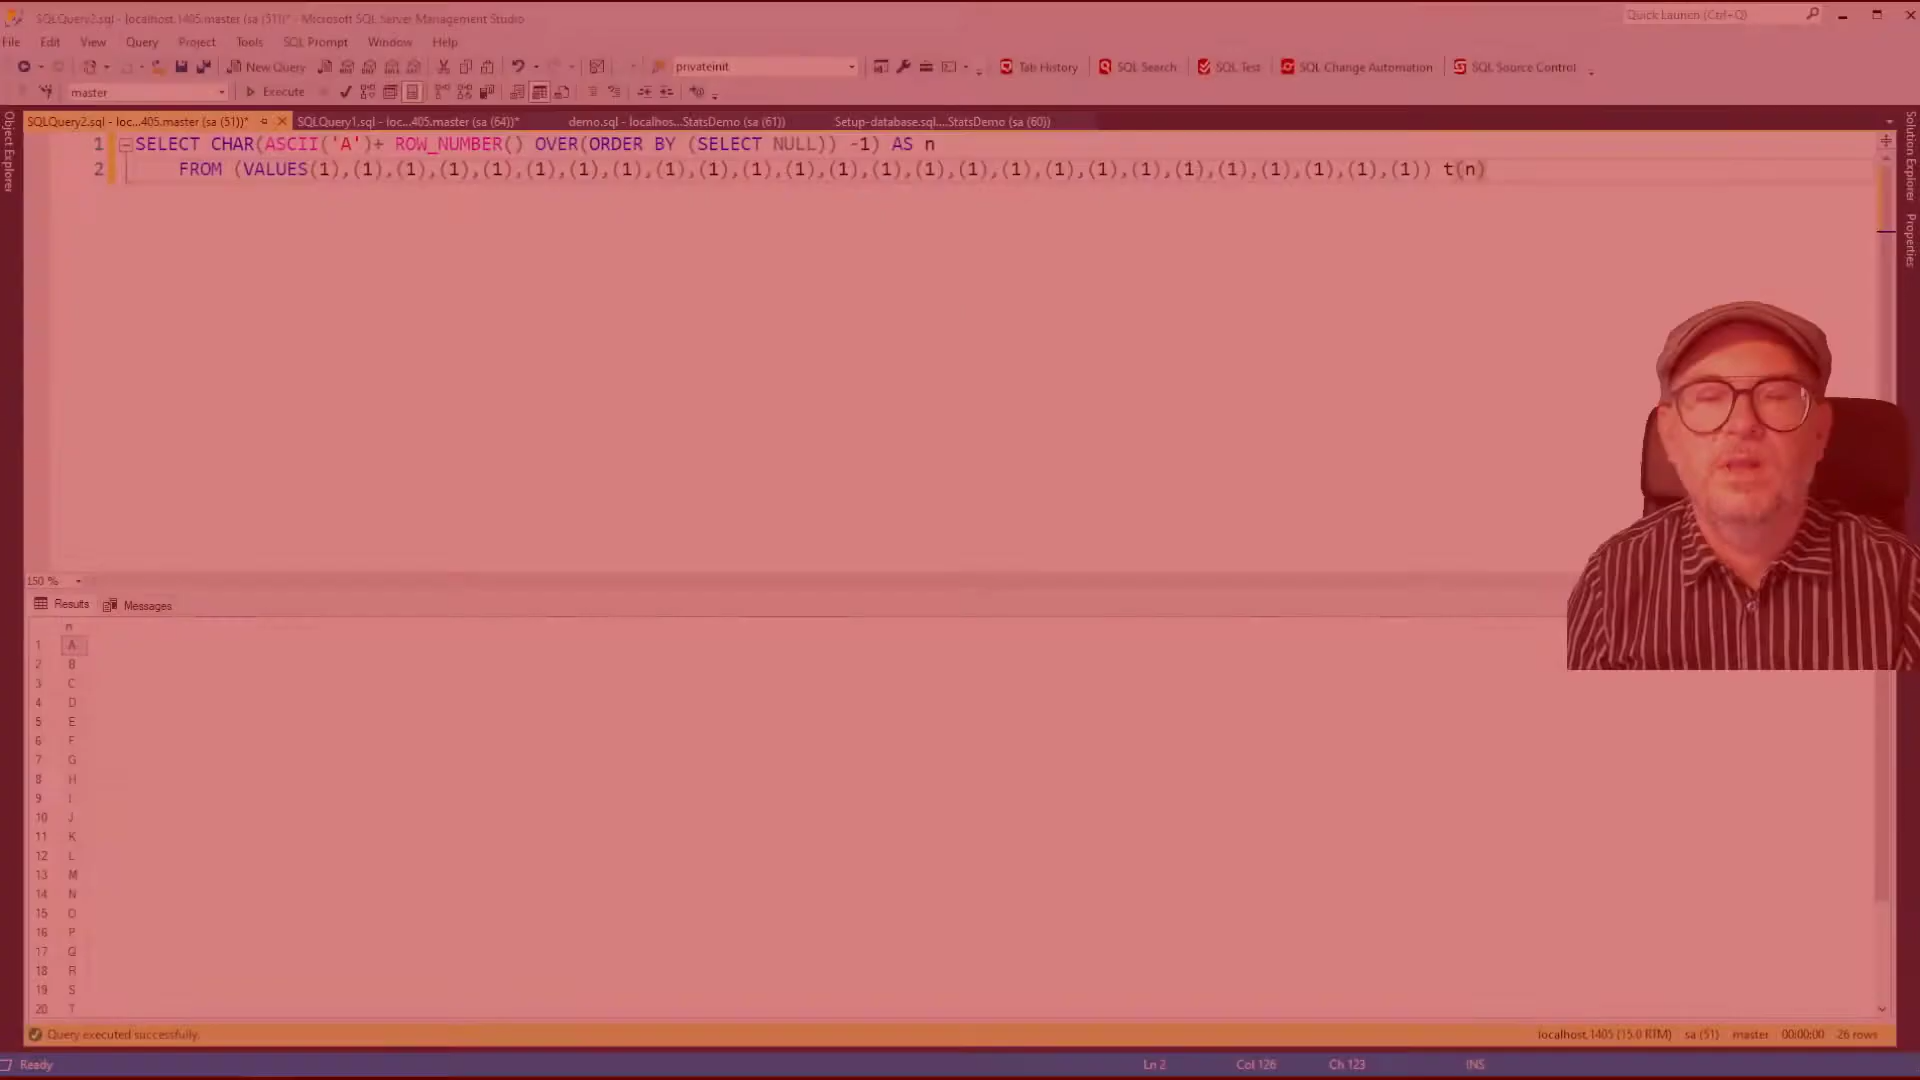 SQLQuery2.sql - localhost,1405.master (sa (51))* - Microsoft SQL Server Management Studio
Quick Launch (Ctrl+Q)
File Edit View Query Project Tools SQL Prompt Window Help
New Query privateinit Tab History SQL Search SQL Test SQL Change Automation SQL Source Control
master Execute
SQLQuery2.sql - loc...405.master (sa (51))* SQLQuery1.sql - loc...405.master (sa (64))* demo.sql - localhos...StatsDemo (sa (61)) Setup-database.sql....StatsDemo (sa (60))
Object Explorer
Solution Explorer
Properties
1 SELECT CHAR(ASCII('A')+ ROW_NUMBER() OVER(ORDER BY (SELECT NULL)) -1) AS n
2 FROM (VALUES(1),(1),(1),(1),(1),(1),(1),(1),(1),(1),(1),(1),(1),(1),(1),(1),(1),(1),(1),(1),(1),(1),(1),(1),(1),(1)) t(n)
150 %
Results Messages
n
1 A
2 B
3 C
4 D
5 E
6 F
7 G
8 H
9 I
10 J
11 K
12 L
13 M
14 N
15 O
16 P
17 Q
18 R
19 S
20 T
Query executed successfully.
localhost,1405 (15.0 RTM) sa (51) master 00:00:00 26 rows
Ready Ln 2 Col 126 Ch 123 INS